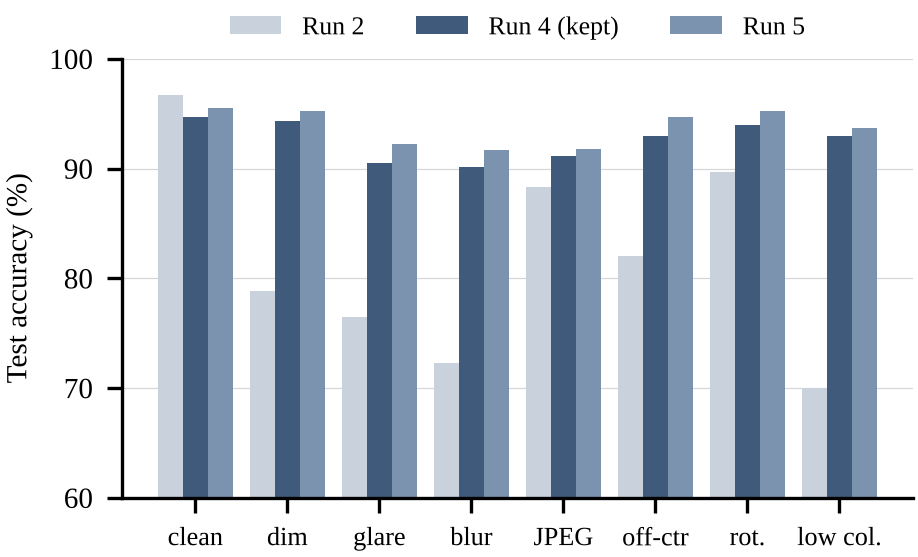 Run 2 Run 4 (kept) Run 5
Test accuracy (%)
100
90
80
70
60
clean dim glare blur JPEG off-ctr rot. low col.